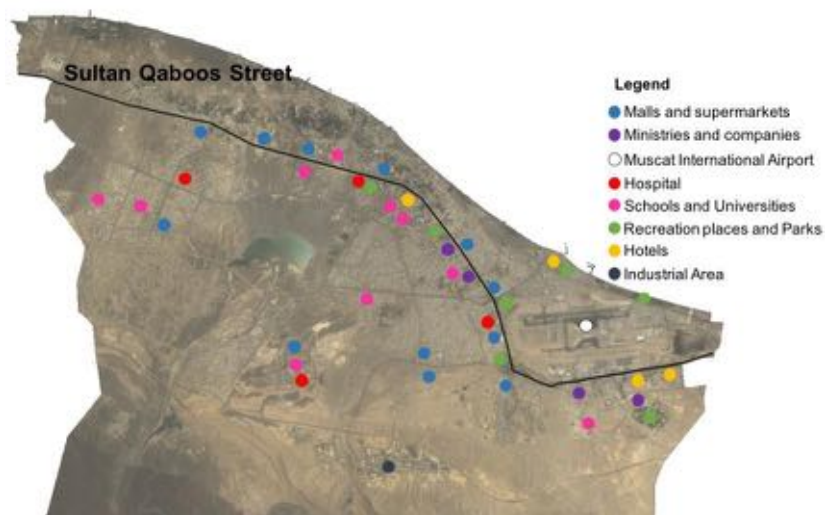 Sultan Qaboos Street
Legend
Malls and supermarkets
Ministries and companies
Muscat International Airport
Hospital
Schools and Universities
Recreation places and Parks
Hotels
Industrial Area